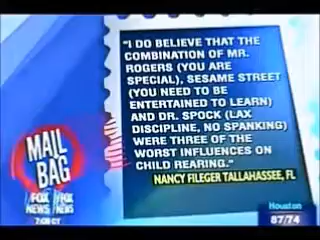 "I DO BELIEVE THAT THE
COMBINATION OF MR.
ROGERS (YOU ARE
SPECIAL), SESAME STREET
(YOU NEED TO BE
ENTERTAINED TO LEARN)
AND DR. SPOCK (LAX
DISCIPLINE, NO SPANKING)
WERE THREE OF THE
WORST INFLUENCES ON
CHILD REARING."
NANCY FILEGER TALLAHASSEE, FL
MAIL
BAG
FOX
NEWS
FOX
NEWS
Houston
87/74